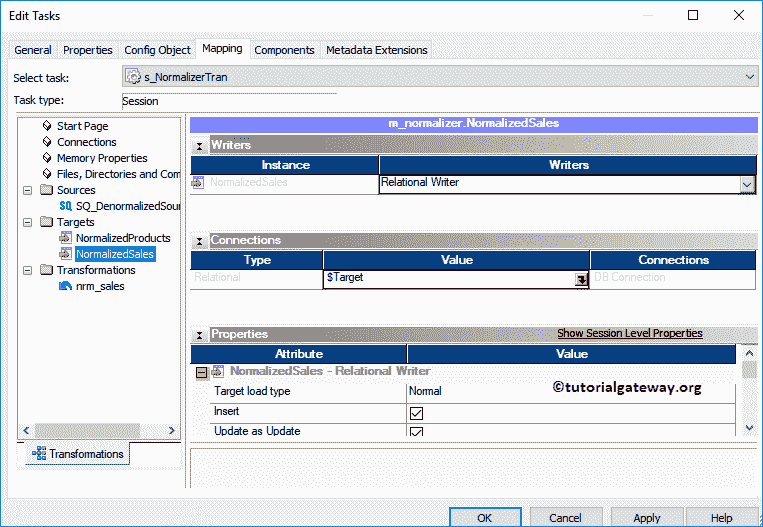 Edit Tasks
General Properties Config Object Mapping Components Metadata Extensions
Select task: s_NormalizerTran
Task type: Session
Start Page
Connections
Memory Properties
Files, Directories and Com
Sources
SQ_DenormalizedSour
Targets
NormalizedProducts
NormalizedSales
Transformations
nrm_sales
Transformations
m_normalizer.NormalizedSales
Writers
Instance Writers
NormalizedSales Relational Writer
Connections
Type Value Connections
Relational $Target DB Connection
Properties Show Session Level Properties
Attribute Value
NormalizedSales - Relational Writer
Target load type Normal
Insert
Update as Update
©tutorialgateway.org
OK Cancel Apply Help